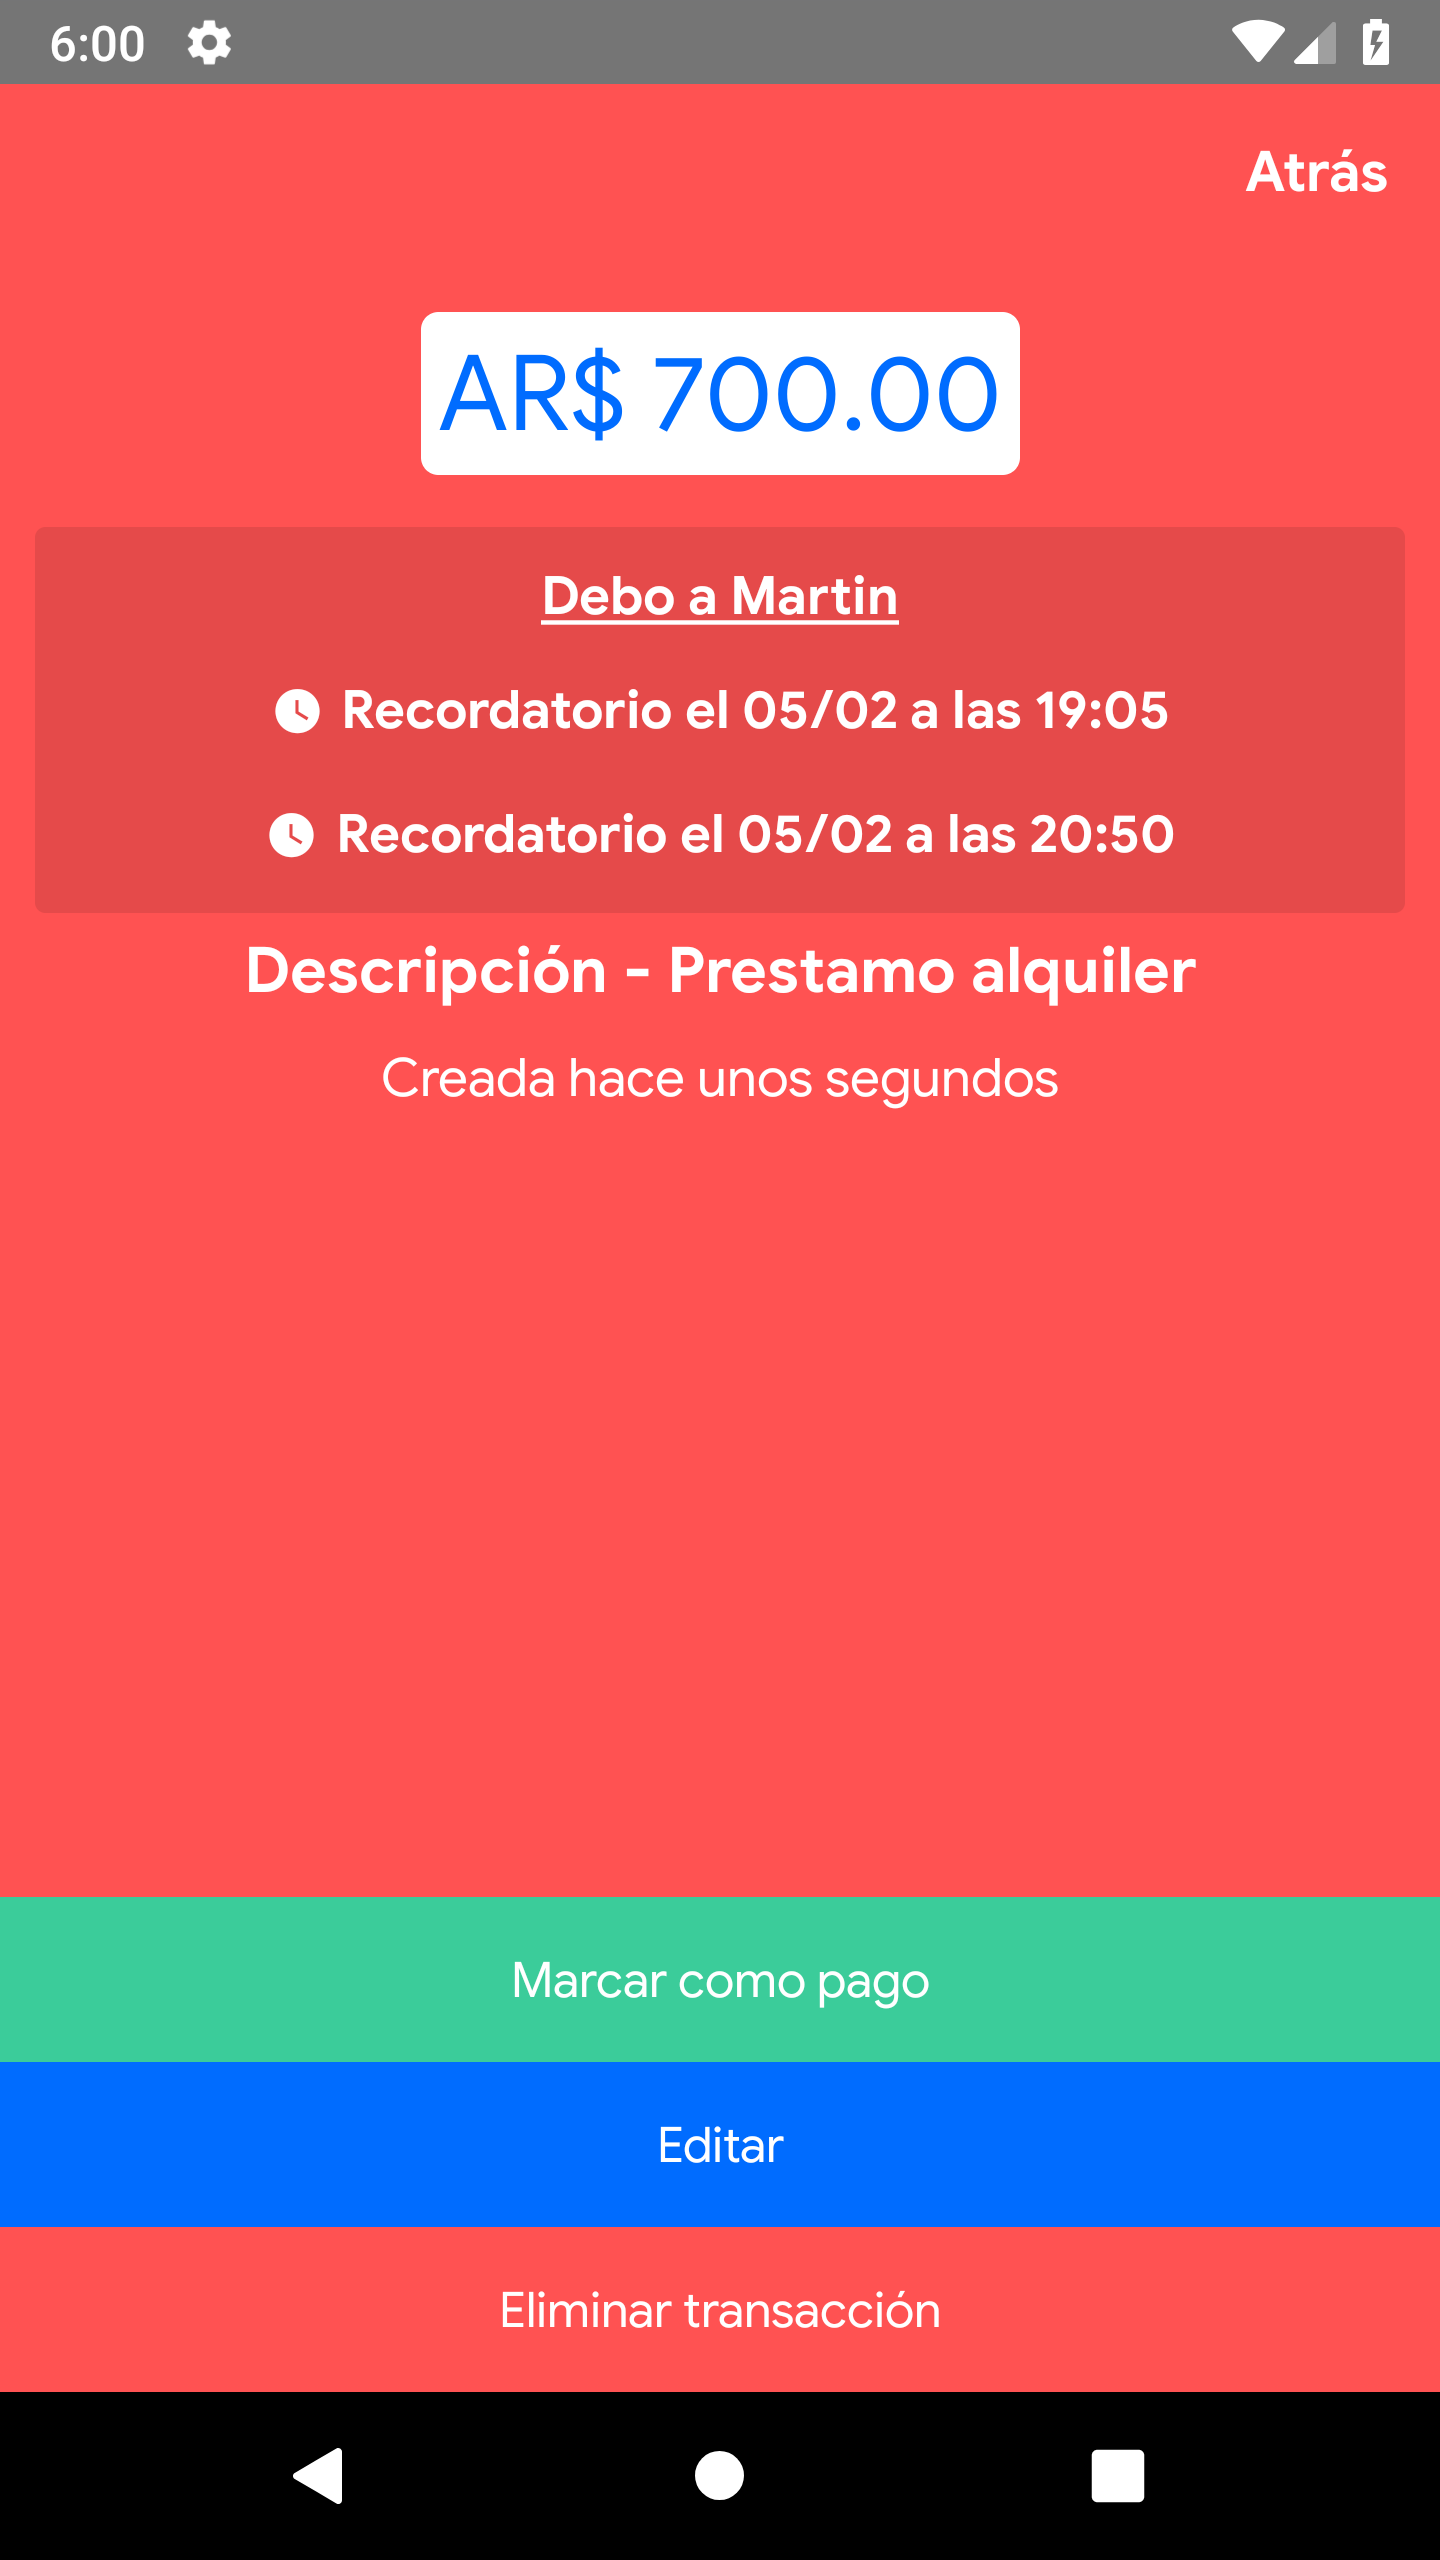 6:00
Atrás
AR$ 700.00
Debo a Martin
Recordatorio el 05/02 a las 19:05
Recordatorio el 05/02 a las 20:50
Descripción - Prestamo alquiler
Creada hace unos segundos
Marcar como pago
Editar
Eliminar transacción